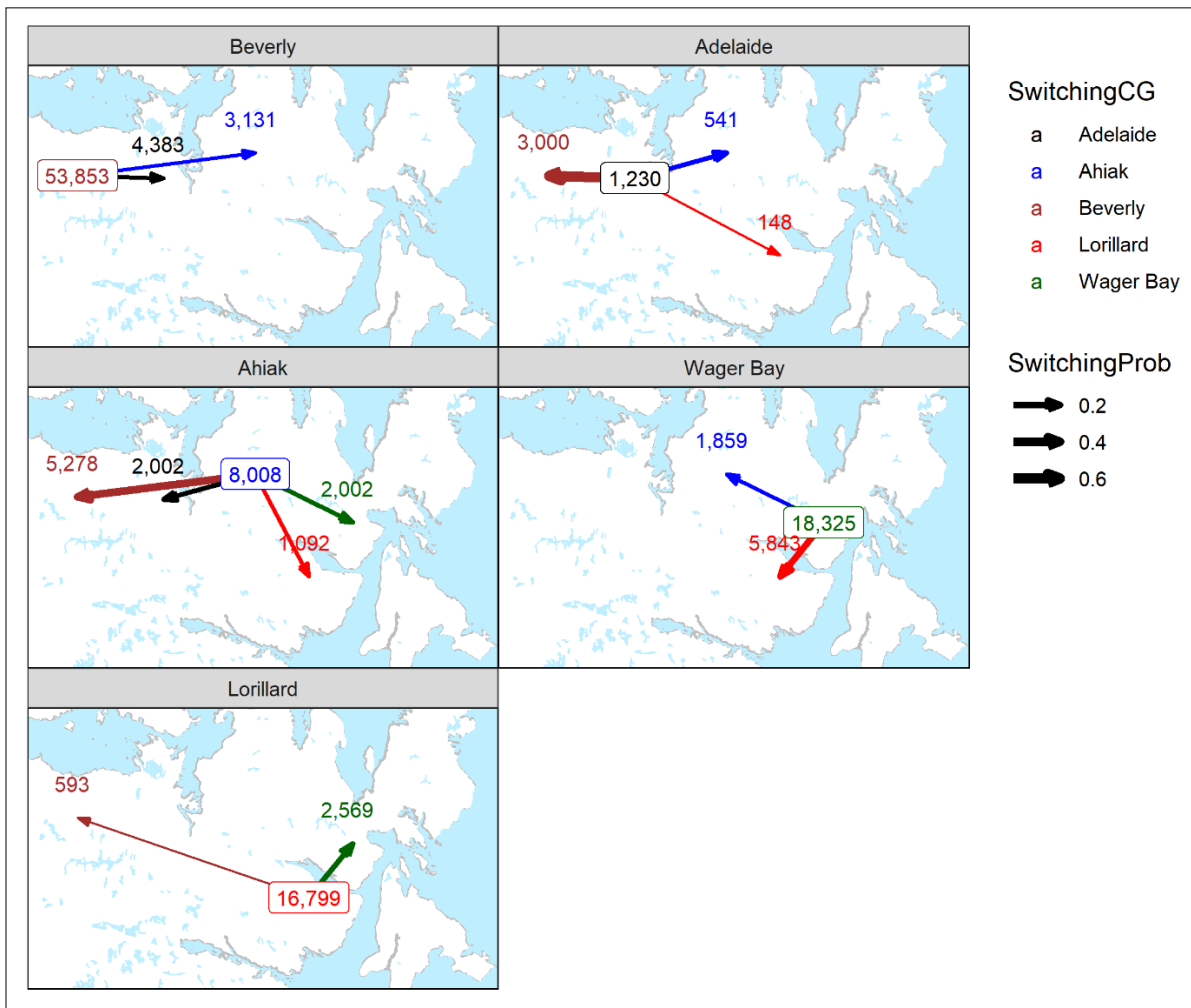 Beverly
3,131
4,383
53,853
Adelaide
541
3,000
1,230
148
Ahiak
5,278
2,002
8,008
2,002
1,092
Wager Bay
1,859
18,325
5,843
Lorillard
593
2,569
16,799
SwitchingCG
a Adelaide
a Ahiak
a Beverly
a Lorillard
a Wager Bay
SwitchingProb
0.2
0.4
0.6